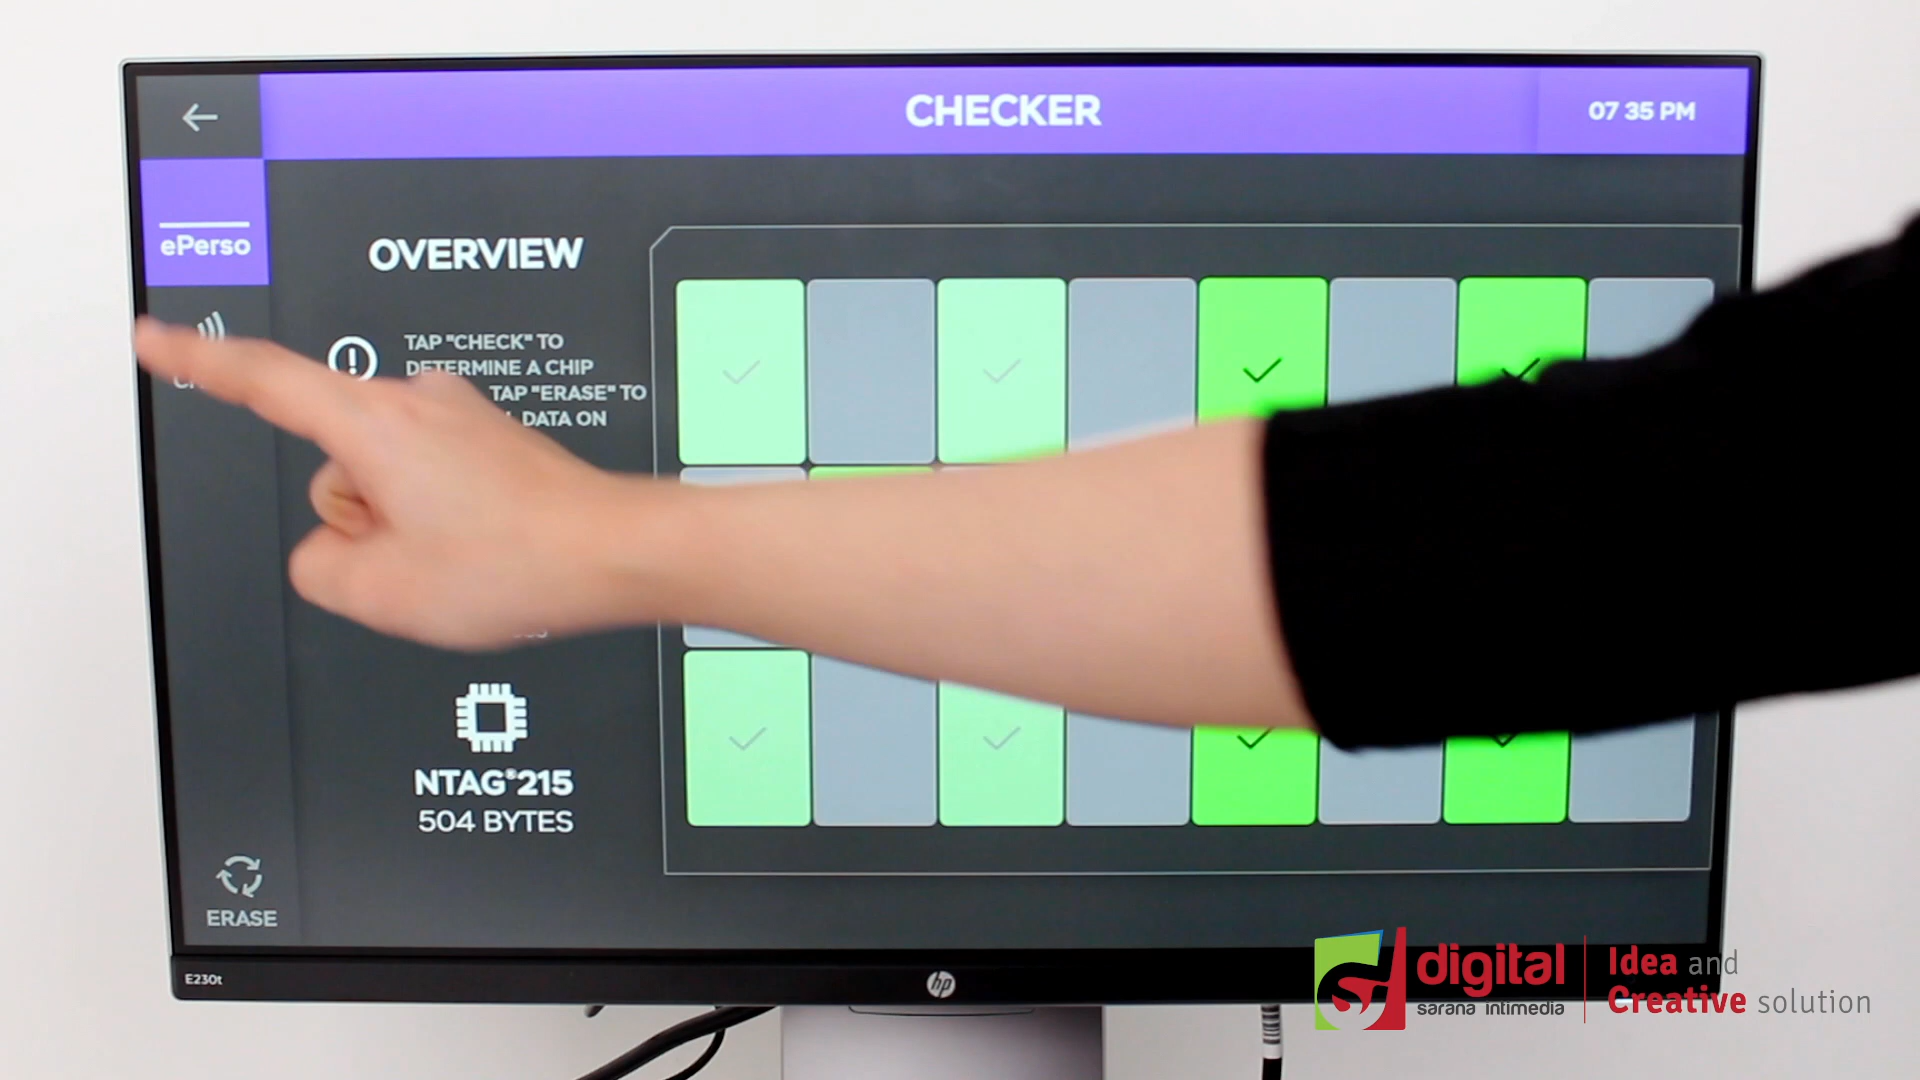 CHECKER
07 35 PM
ePerso
OVERVIEW
TAP "CHECK" TO
DETERMINE A CHIP
TAP "ERASE" TO
DATA ON
NTAG®215
504 BYTES
ERASE
E230t
hp
digital
sarana intimedia
Idea and
Creative solution